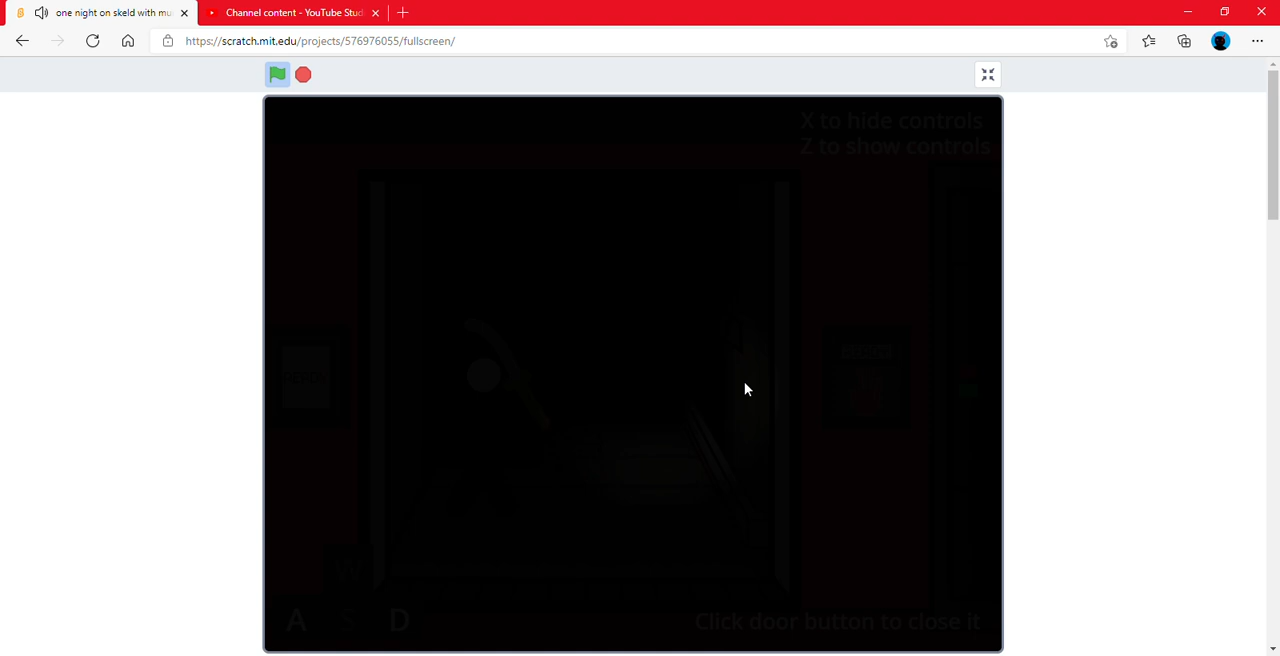 one night on skeld with mu
Channel content - YouTube Stud
https://scratch.mit.edu/projects/576976055/fullscreen/
X to hide controls
Z to show controls
W
A S D
Click door button to close it